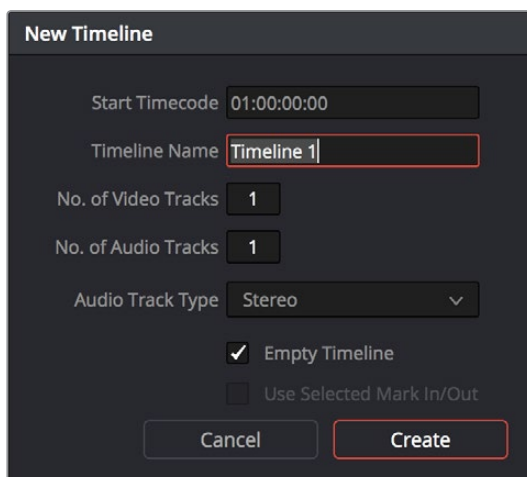 New Timeline
Start Timecode 01:00:00:00
Timeline Name Timeline 1
No. of Video Tracks 1
No. of Audio Tracks 1
Audio Track Type Stereo
Empty Timeline
Use Selected Mark In/Out
Cancel Create